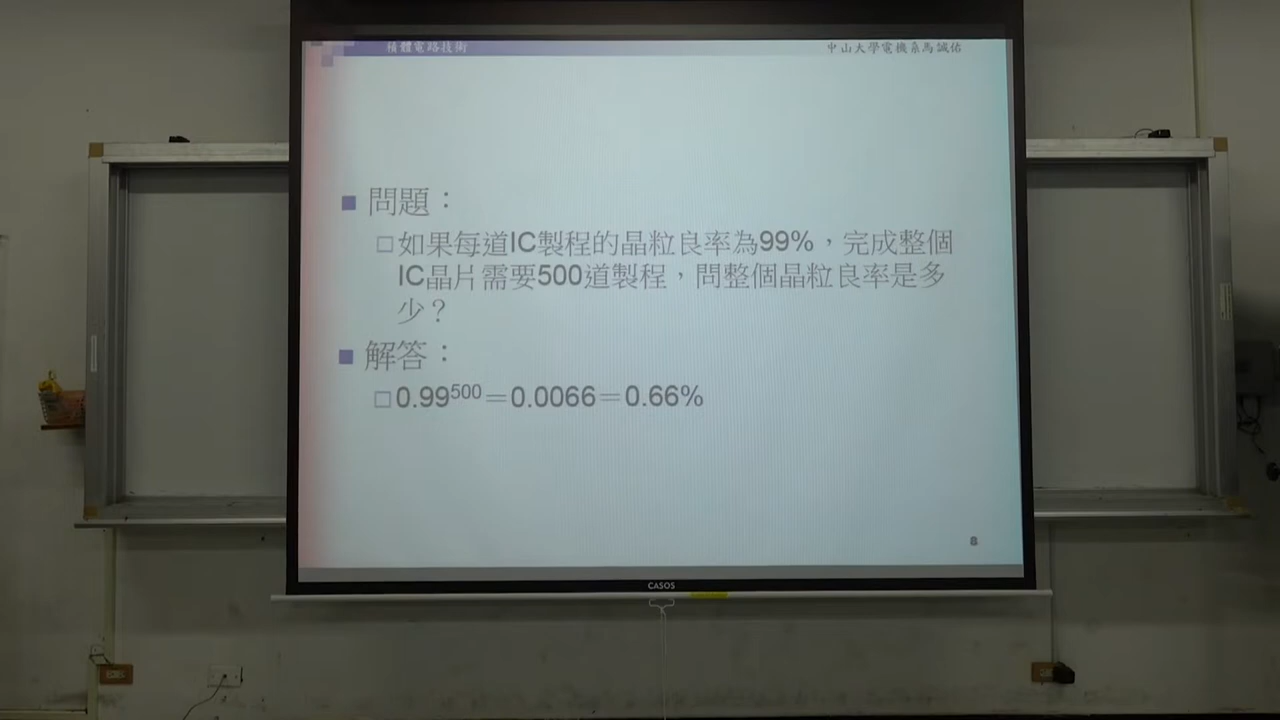 積體電路技術
中山大學電機系馬誠佑
問題：
如果每道IC製程的晶粒良率為99%，完成整個
IC晶片需要500道製程，問整個晶粒良率是多
少？
解答：
0.99⁵⁰⁰＝0.0066＝0.66%
8
CASOS